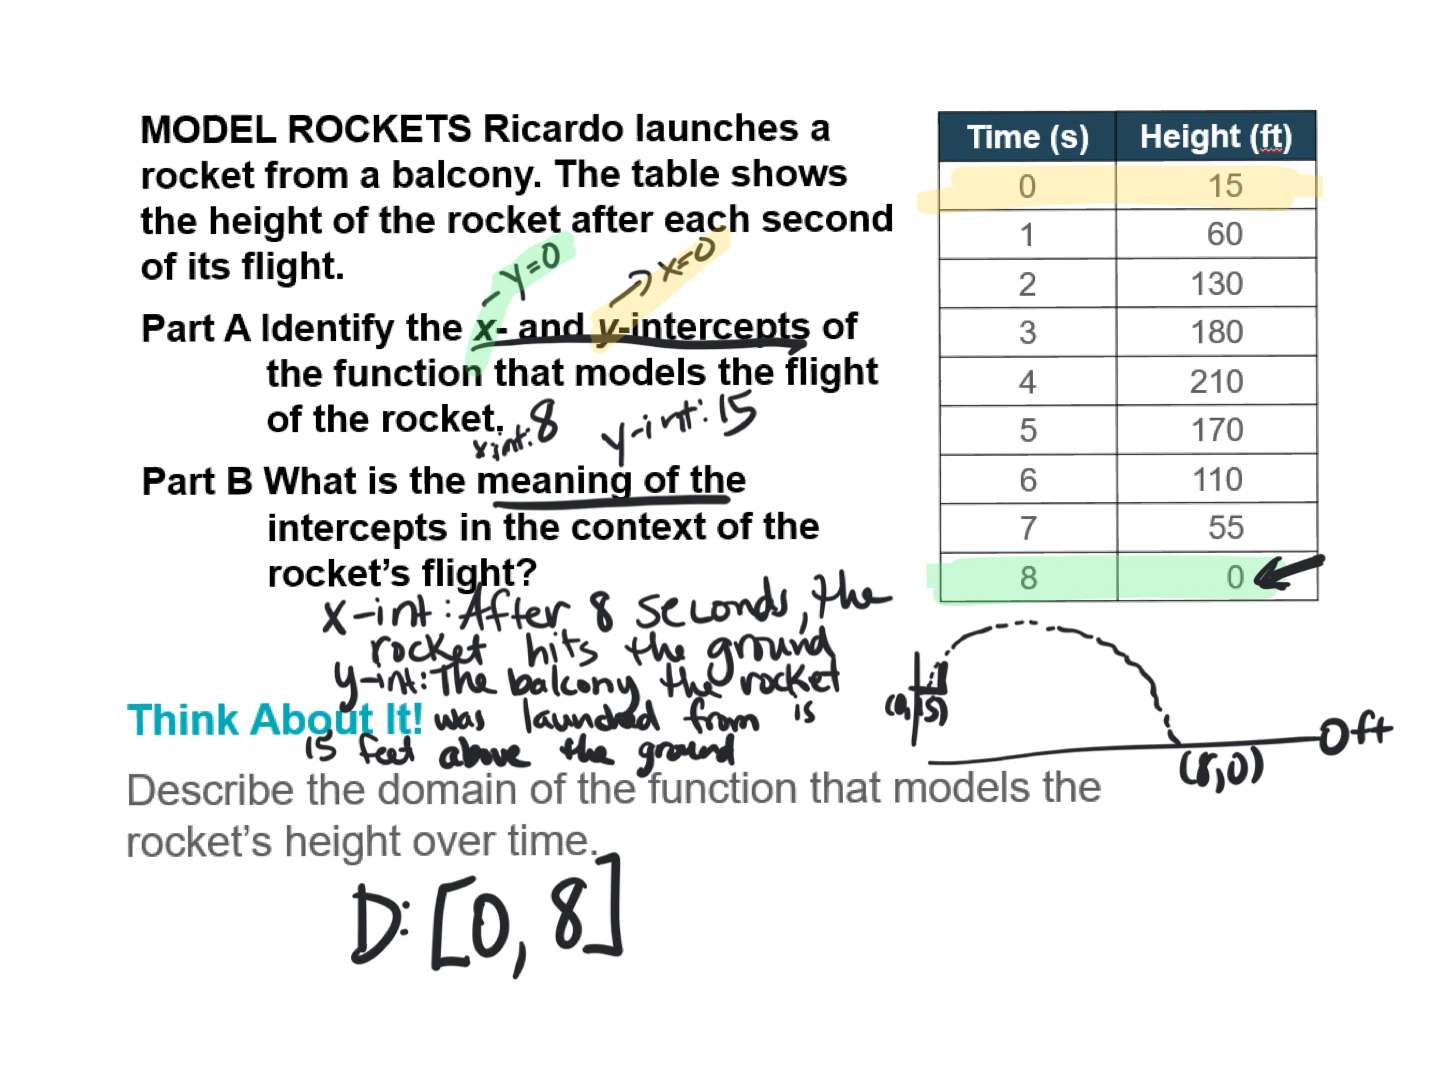 MODEL ROCKETS Ricardo launches a
rocket from a balcony. The table shows
the height of the rocket after each second
of its flight.
y=0
x=0
Part A Identify the x- and y-intercepts of
the function that models the flight
of the rocket.
x int: 8
y-int: 15
Part B What is the meaning of the
intercepts in the context of the
rocket's flight?
x-int: After 8 seconds, the
rocket hits the ground
y-int: The balcony the rocket
was launched from is
15 feet above the ground
Think About It!
Describe the domain of the function that models the
rocket's height over time.
D: [0, 8]
Time (s) Height (ft)
0 15
1 60
2 130
3 180
4 210
5 170
6 110
7 55
8 0
(0, 15)
(8,0)
0 ft